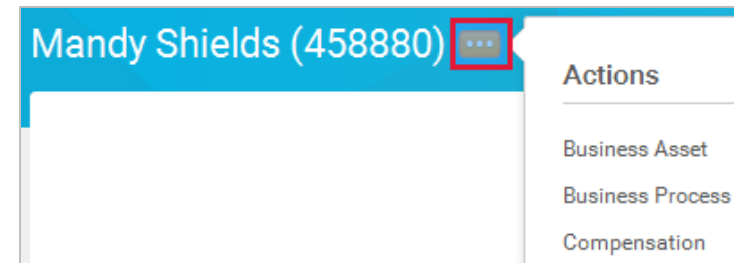 Mandy Shields (458880)
Actions
Business Asset
Business Process
Compensation